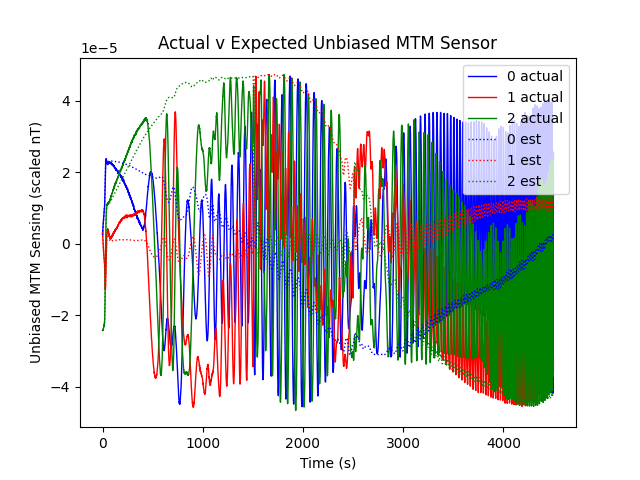 Actual v Expected Unbiased MTM Sensor
1e−5
Unbiased MTM Sensing (scaled nT)
4
2
0
−2
−4
0 actual
1 actual
2 actual
0 est
1 est
2 est
0 1000 2000 3000 4000
Time (s)